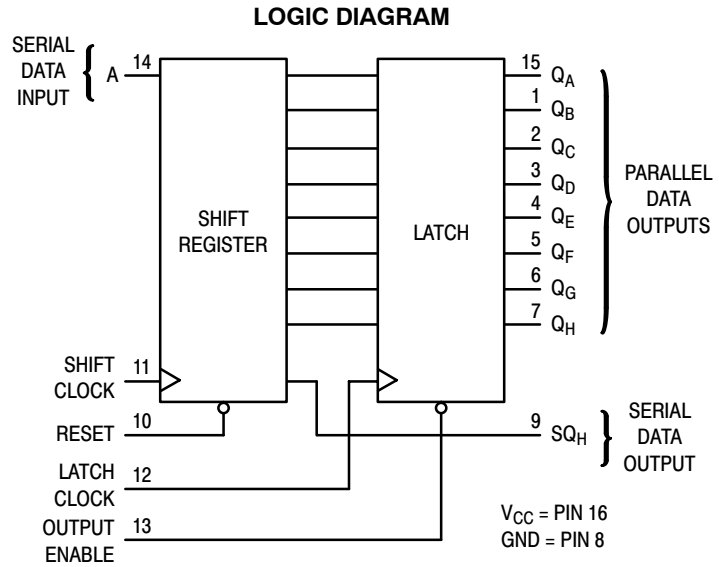 LOGIC DIAGRAM
SERIAL
DATA
INPUT
A
14
SHIFT
REGISTER
LATCH
15 QA
1 QB
2 QC
3 QD
4 QE
5 QF
6 QG
7 QH
PARALLEL
DATA
OUTPUTS
SHIFT
CLOCK
11
RESET
10
LATCH
CLOCK
12
OUTPUT
ENABLE
13
9 SQH
SERIAL
DATA
OUTPUT
VCC = PIN 16
GND = PIN 8